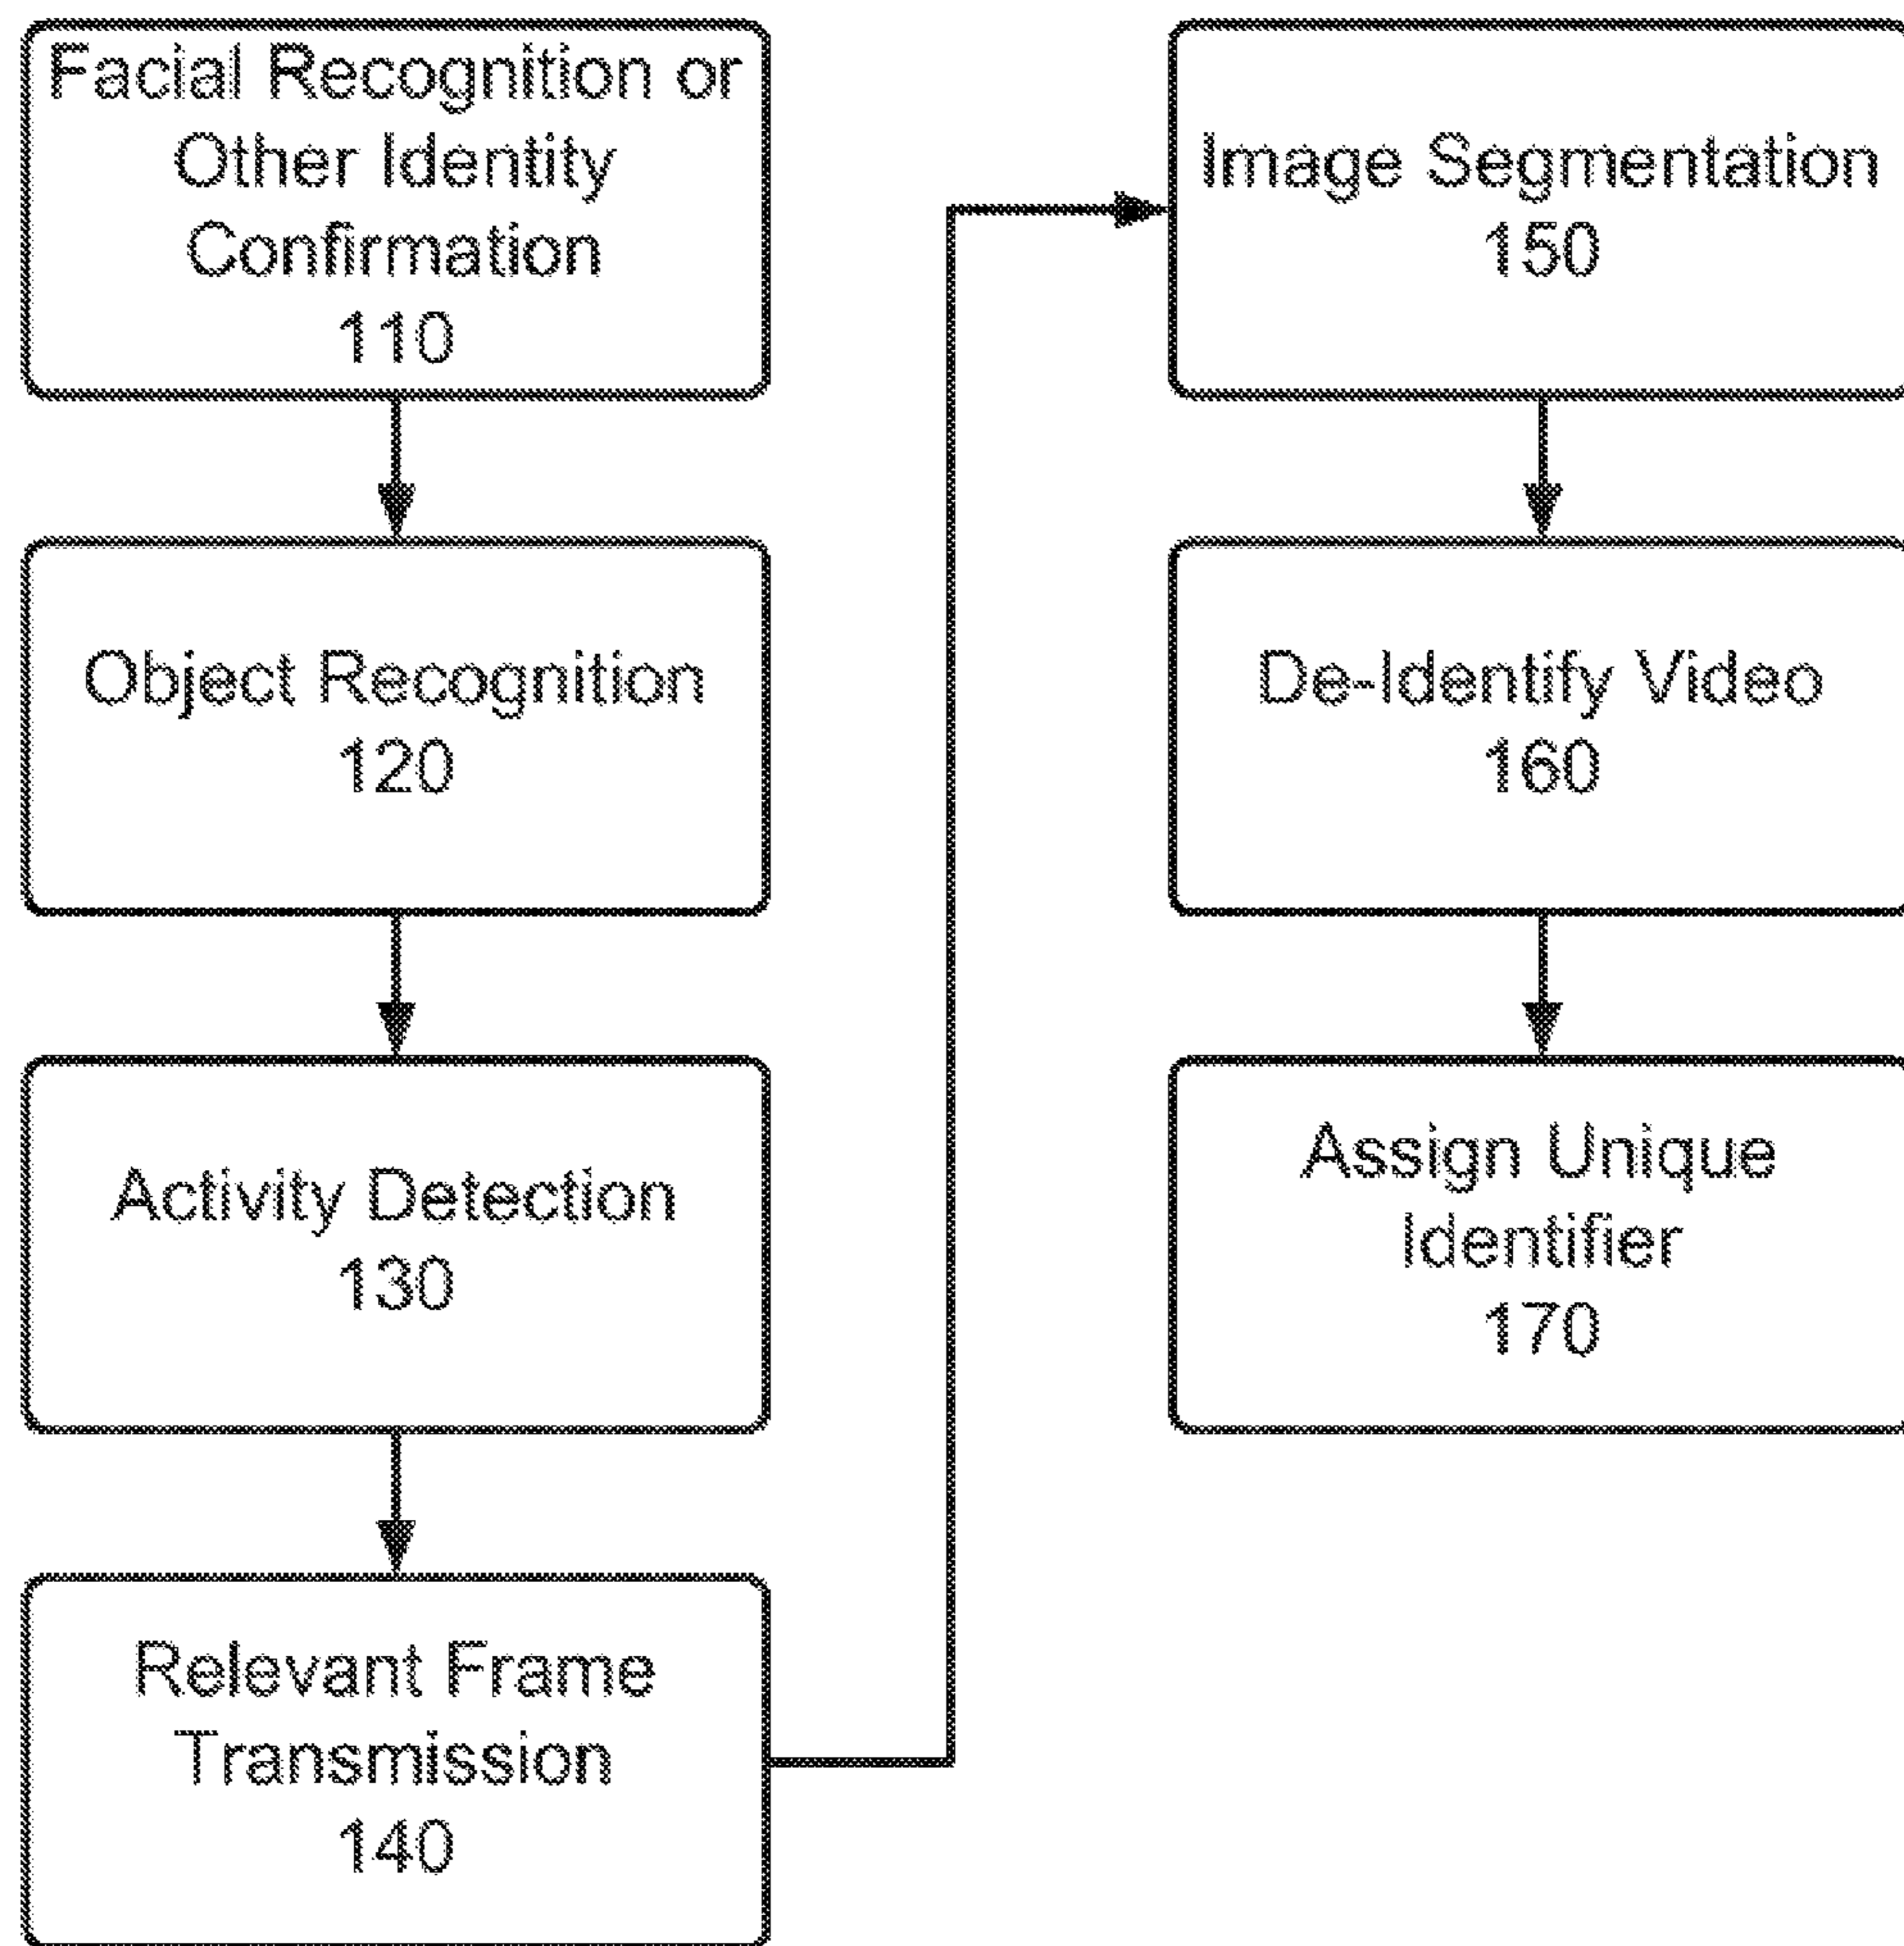 Facial Recognition or
Other Identity
Confirmation
110
Object Recognition
120
Activity Detection
130
Relevant Frame
Transmission
140
Image Segmentation
150
De-Identify Video
160
Assign Unique
Identifier
170